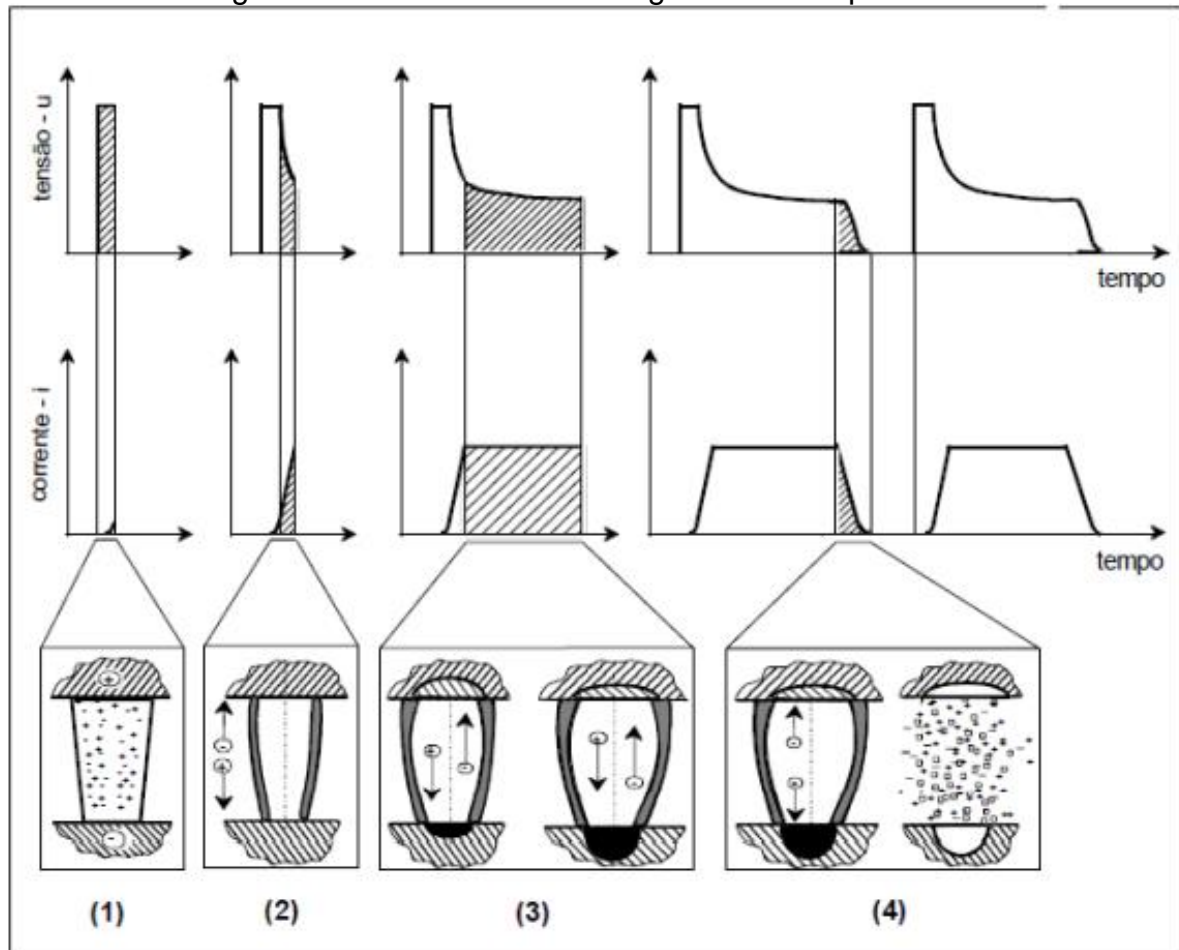 tensão - u
tempo
corrente - i
tempo
(1)
(2)
(3)
(4)